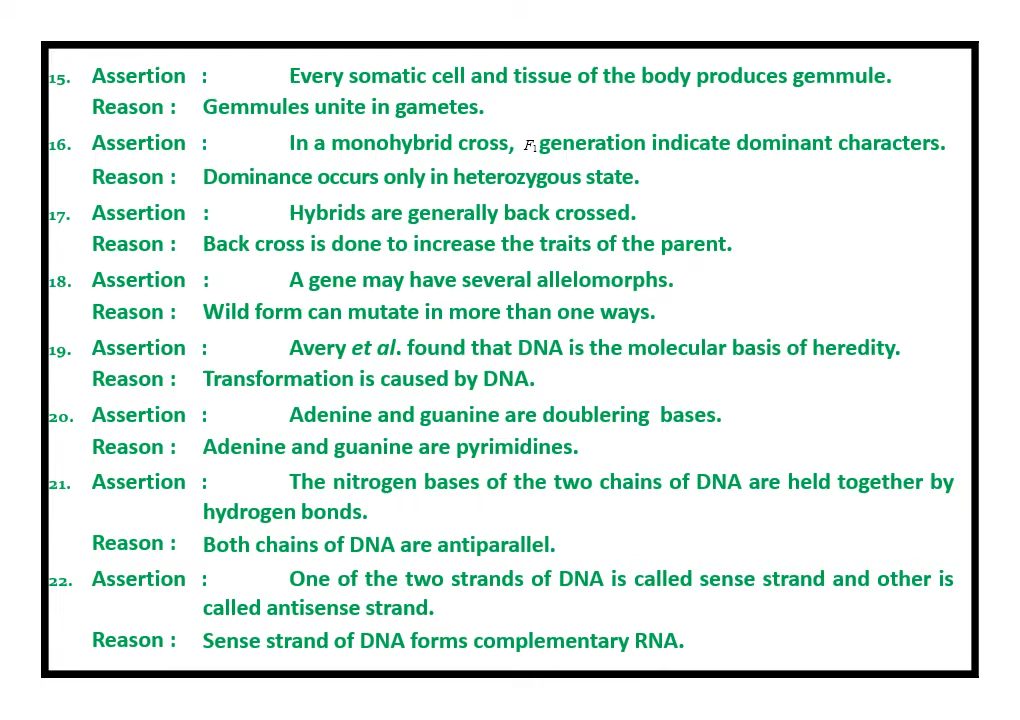 15. Assertion : Every somatic cell and tissue of the body produces gemmule.
Reason : Gemmules unite in gametes.
16. Assertion : In a monohybrid cross, F1 generation indicate dominant characters.
Reason : Dominance occurs only in heterozygous state.
17. Assertion : Hybrids are generally back crossed.
Reason : Back cross is done to increase the traits of the parent.
18. Assertion : A gene may have several allelomorphs.
Reason : Wild form can mutate in more than one ways.
19. Assertion : Avery et al. found that DNA is the molecular basis of heredity.
Reason : Transformation is caused by DNA.
20. Assertion : Adenine and guanine are doublering bases.
Reason : Adenine and guanine are pyrimidines.
21. Assertion : The nitrogen bases of the two chains of DNA are held together by
hydrogen bonds.
Reason : Both chains of DNA are antiparallel.
22. Assertion : One of the two strands of DNA is called sense strand and other is
called antisense strand.
Reason : Sense strand of DNA forms complementary RNA.